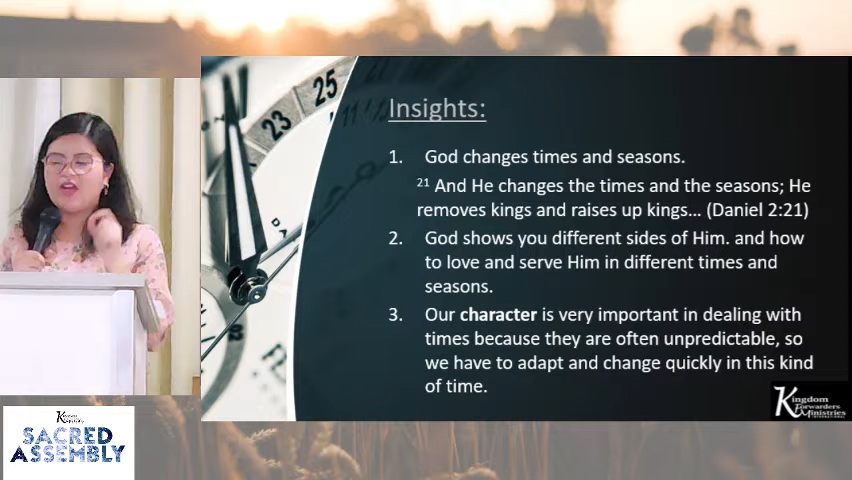 Insights:
1. God changes times and seasons.
21 And He changes the times and the seasons; He
removes kings and raises up kings... (Daniel 2:21)
2. God shows you different sides of Him. and how
to love and serve Him in different times and
seasons.
3. Our character is very important in dealing with
times because they are often unpredictable, so
we have to adapt and change quickly in this kind
of time.
23
25
Kingdom
Forwarders
Ministries
SACRED
ASSEMBLY